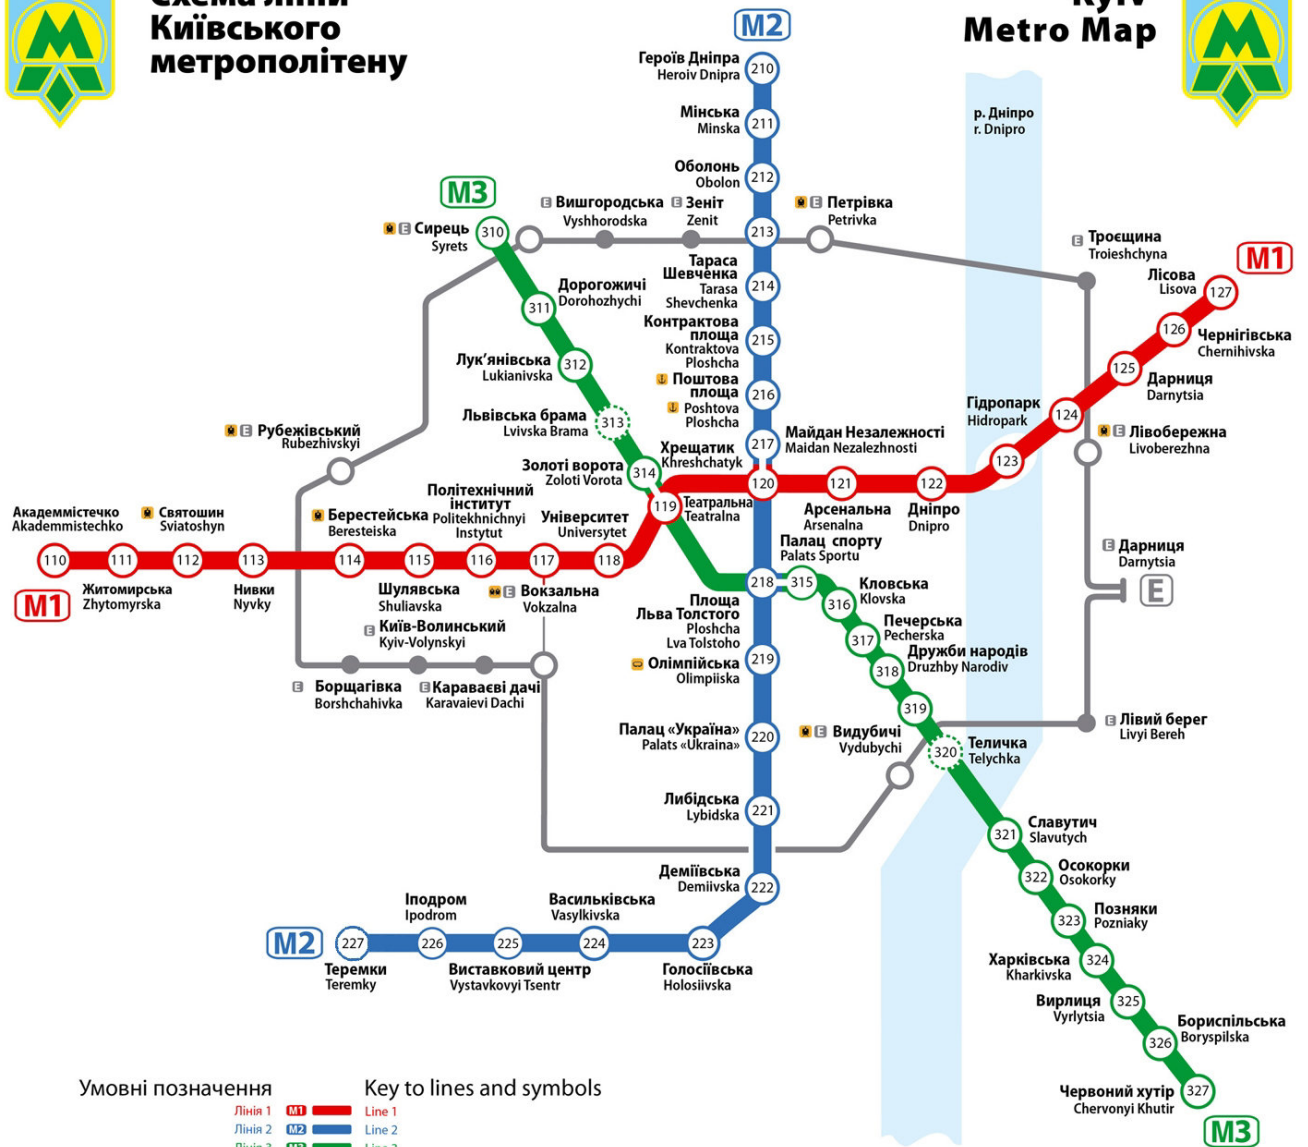 Схема ліній
Київського
метрополітену
Kyiv
Metro Map
M2
Героїв Дніпра
Heroiv Dnipra
210
Мінська
Minska
211
Оболонь
Obolon
212
р. Дніпро
r. Dnipro
M3
E Сирець
Syrets
310
E Вишгородська
Vyshhorodska
E Зеніт
Zenit
213
E Петрівка
Petrivka
E Троєщина
Troieshchyna
M1
Лісова
Lisova
127
Тараса
Шевченка
Tarasa
Shevchenka
214
Дорогожичі
Dorohozhychi
311
Контрактова
площа
Kontraktova
Ploshcha
215
126
Чернігівська
Chernihivska
125
Дарниця
Darnytsia
Лук’янівська
Lukianivska
312
Поштова
площа
Poshtova
Ploshcha
216
Гідропарк
Hidropark
124
123
E Лівобережна
Livoberezhna
Львівська брама
Lvivska Brama
313
E Рубежівський
Rubezhivskyi
217
Майдан Незалежності
Maidan Nezalezhnosti
Хрещатик
Khreshchatyk
120
121
122
Золоті ворота
Zoloti Vorota
314
Арсенальна
Arsenalna
Дніпро
Dnipro
119
Театральна
Teatralna
Академмістечко
Akademmistechko
Святошин
Sviatoshyn
Берестейська
Beresteiska
Політехнічний
інститут
Politekhnichnyi
Instytut
Університет
Universytet
110
111
112
113
114
115
116
117
118
M1
Житомирська
Zhytomyrska
Нивки
Nyvky
Шулявська
Shuliavska
E Вокзальна
Vokzalna
Палац спорту
Palats Sportu
218
315
E Дарниця
Darnytsia
E
Площа
Льва Толстого
Ploshcha
Lva Tolstoho
Кловська
Klovska
316
Печерська
Pecherska
317
Дружби народів
Druzhby Narodiv
318
319
E Київ-Волинський
Kyiv-Volynskyi
E Борщагівка
Borshchahivka
E Караваєві дачі
Karavaievi Dachi
Олімпійська
Olimpiiska
219
Палац «Україна»
Palats «Ukraina»
220
E Видубичі
Vydubychi
320
Теличка
Telychka
E Лівий берег
Livyi Bereh
Либідська
Lybidska
221
321
Славутич
Slavutych
Деміївська
Demiivska
222
322
Осокорки
Osokorky
Іподром
Ipodrom
Васильківська
Vasylkivska
M2
227
226
225
224
223
Теремки
Teremky
Виставковий центр
Vystavkovyi Tsentr
Голосіївська
Holosiivska
323
Позняки
Pozniaky
Харківська
Kharkivska
324
Вирлиця
Vyrlytsia
325
Бориспільська
Boryspilska
326
Червоний хутір
Chervonyi Khutir
327
M3
Умовні позначення
Key to lines and symbols
Лінія 1 M1 Line 1
Лінія 2 M2 Line 2